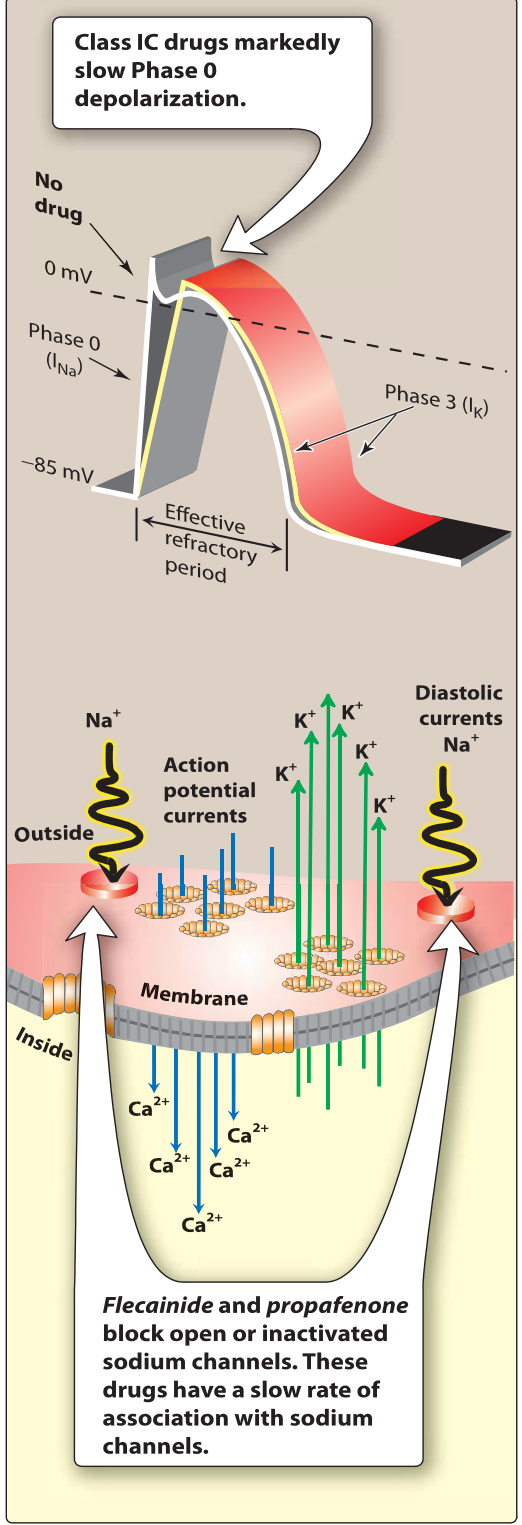 Class IC drugs markedly
slow Phase 0
depolarization.
No
drug
0 mV
Phase 0
(I_Na)
Phase 3 (I_K)
–85 mV
Effective
refractory
period
Diastolic
currents
Na⁺
Na⁺
K⁺
K⁺
K⁺
K⁺
K⁺
Action
potential
currents
Outside
Membrane
Inside
Ca²⁺
Ca²⁺
Ca²⁺
Ca²⁺
Ca²⁺
Flecainide and propafenone
block open or inactivated
sodium channels. These
drugs have a slow rate of
association with sodium
channels.